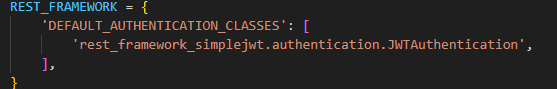 REST_FRAMEWORK = {
    'DEFAULT_AUTHENTICATION_CLASSES': [
        'rest_framework_simplejwt.authentication.JWTAuthentication',
    ],
}